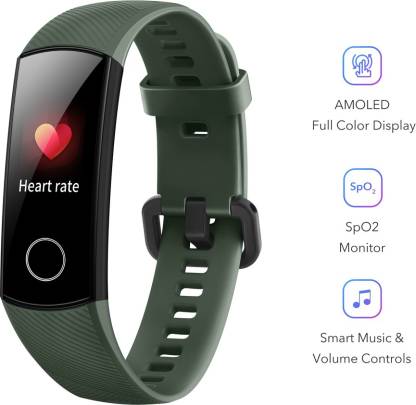 Heart rate
AMOLED
Full Color Display
SpO₂
SpO2
Monitor
Smart Music &
Volume Controls